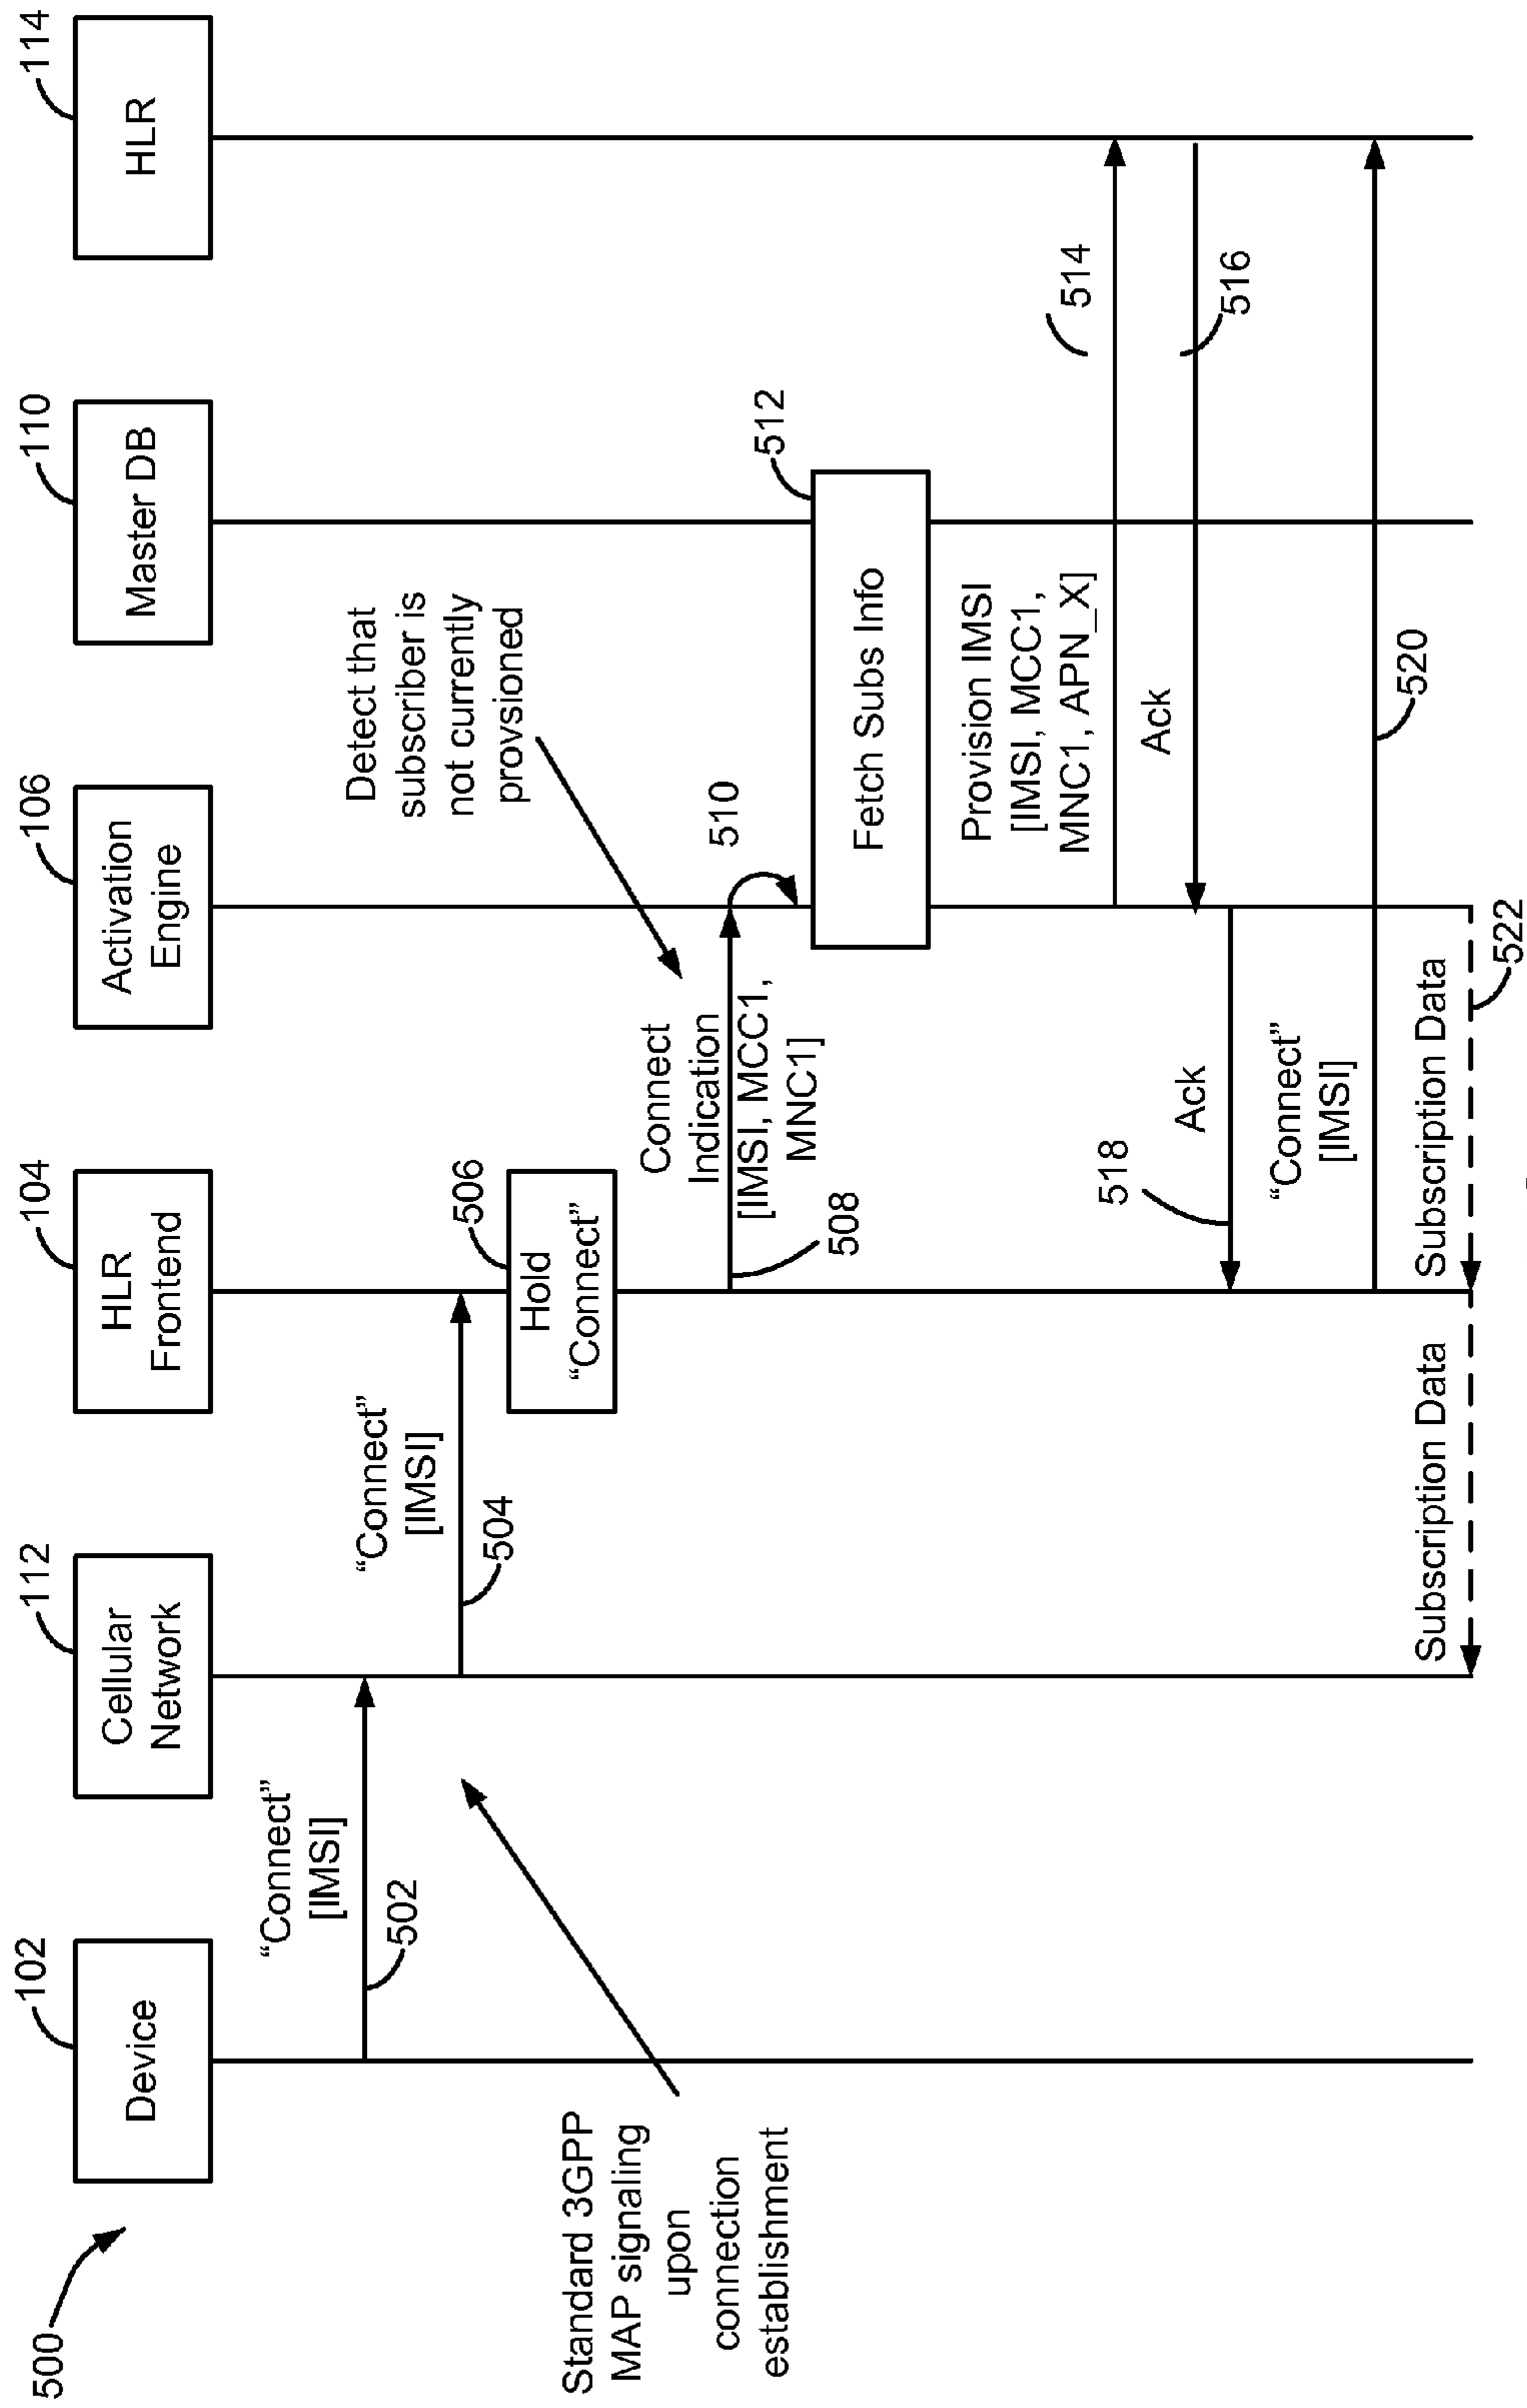 500
102
112
104
106
110
114
Device
Cellular
Network
HLR
Frontend
Activation
Engine
Master DB
HLR
“Connect”
[IMSI]
502
“Connect”
[IMSI]
504
Standard 3GPP
MAP signaling
upon
connection
establishment
506
Hold
“Connect”
Detect that
subscriber is
not currently
provsioned
Connect
Indication
[IMSI, MCC1,
MNC1]
508
510
512
Fetch Subs Info
Provision IMSI
[IMSI, MCC1,
MNC1, APN_X]
514
Ack
516
518
Ack
“Connect”
[IMSI]
520
Subscription Data
Subscription Data
522